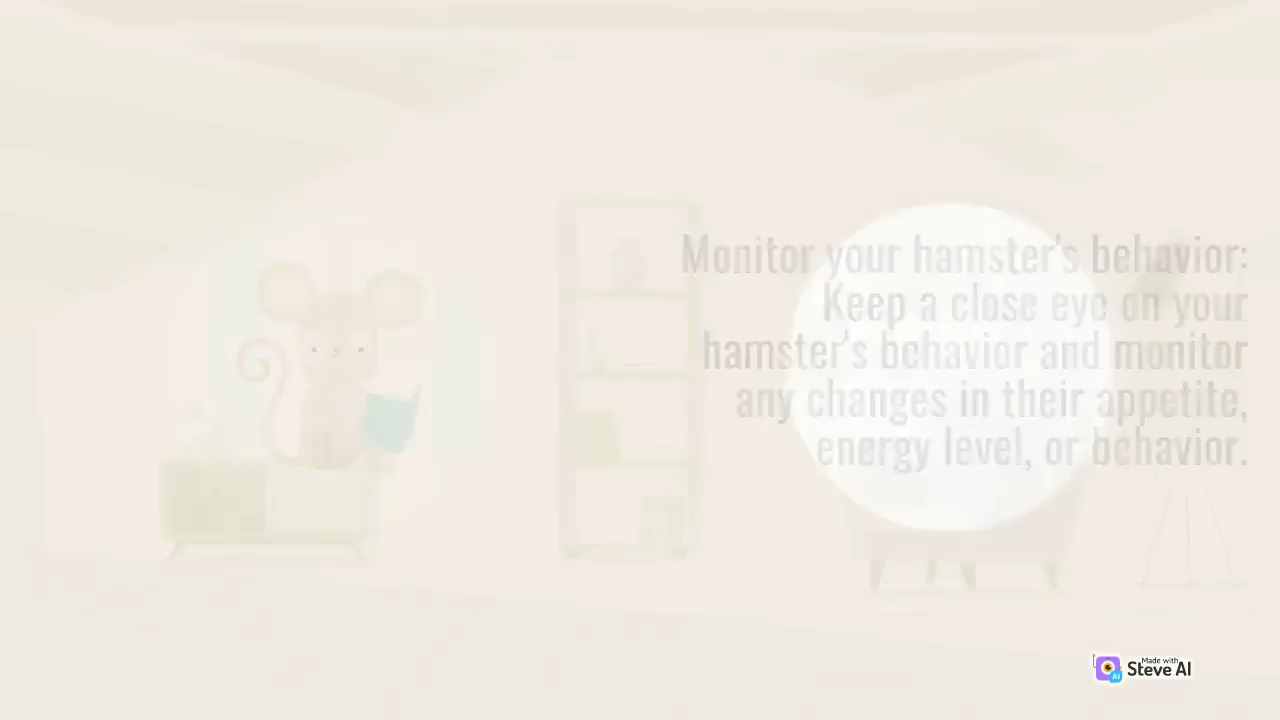 Monitor your hamster's behavior:
Keep a close eye on your
hamster's behavior and monitor
any changes in their appetite,
energy level, or behavior.
Made with
Steve AI
AI